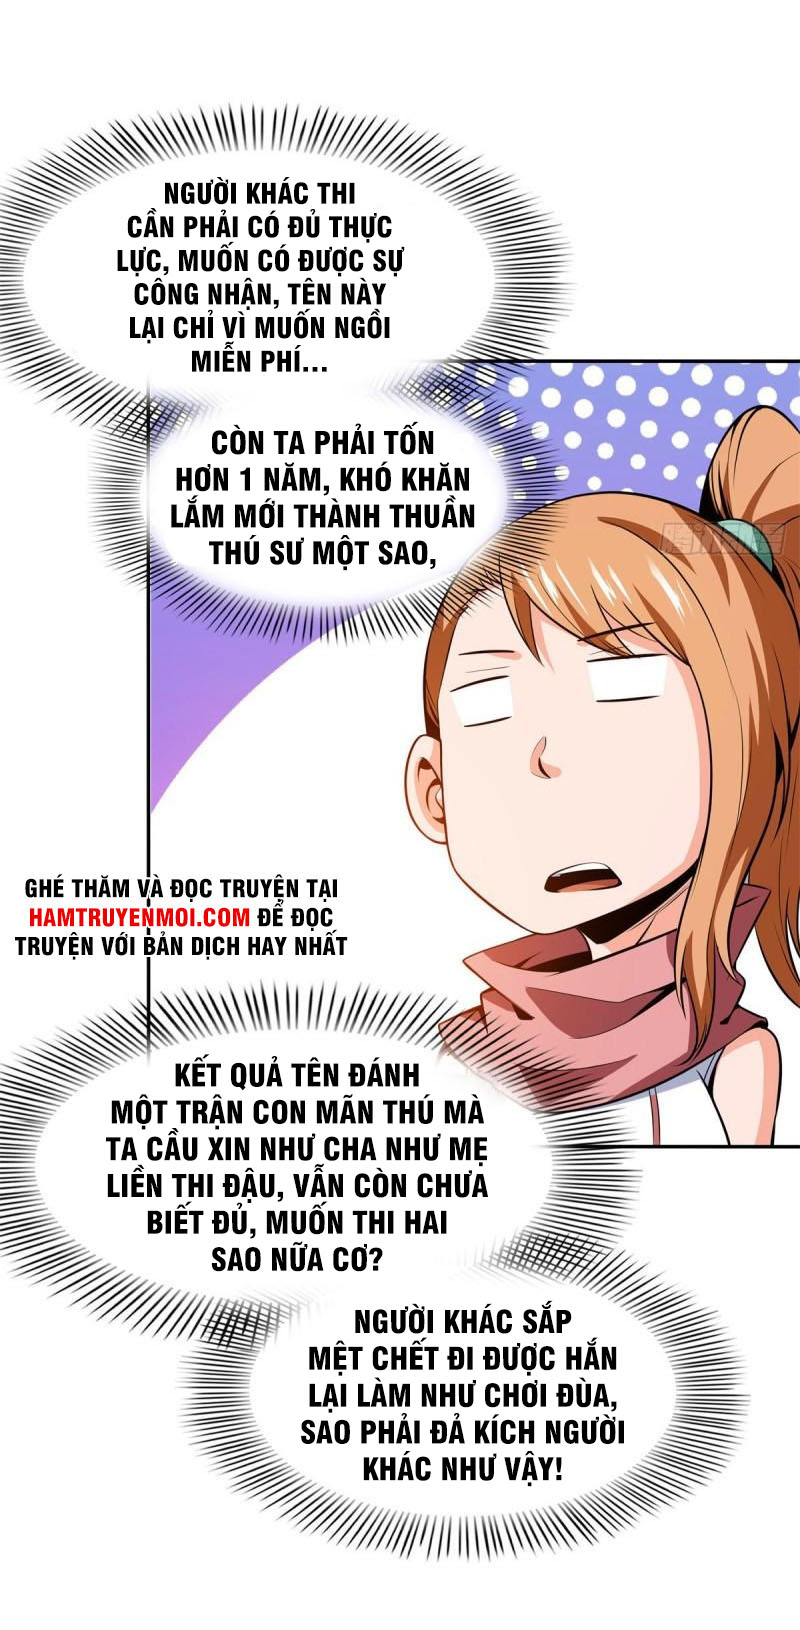 NGƯỜI KHÁC THI
CẦN PHẢI CÓ ĐỦ THỰC
LỰC, MUỐN CÓ ĐƯỢC SỰ
CÔNG NHẬN, TÊN NÀY
LẠI CHỈ VÌ MUỐN NGỒI
MIỄN PHÍ...
CÒN TA PHẢI TỐN
HƠN 1 NĂM, KHÓ KHĂN
LẮM MỚI THÀNH THUẦN
THÚ SƯ MỘT SAO,
GHÉ THĂM VÀ ĐỌC TRUYỆN TẠI
HAMTRUYENMOI.COM ĐỂ ĐỌC
TRUYỆN VỚI BẢN DỊCH HAY NHẤT
KẾT QUẢ TÊN ĐÁNH
MỘT TRẬN CON MÃN THÚ MÀ
TA CẦU XIN NHƯ CHA NHƯ MẸ
LIỀN THI ĐẬU, VẪN CÒN CHƯA
BIẾT ĐỦ, MUỐN THI HAI
SAO NỮA CƠ?
NGƯỜI KHÁC SẮP
MỆT CHẾT ĐI ĐƯỢC HẮN
LẠI LÀM NHƯ CHƠI ĐÙA,
SAO PHẢI ĐẢ KÍCH NGƯỜI
KHÁC NHƯ VẬY!